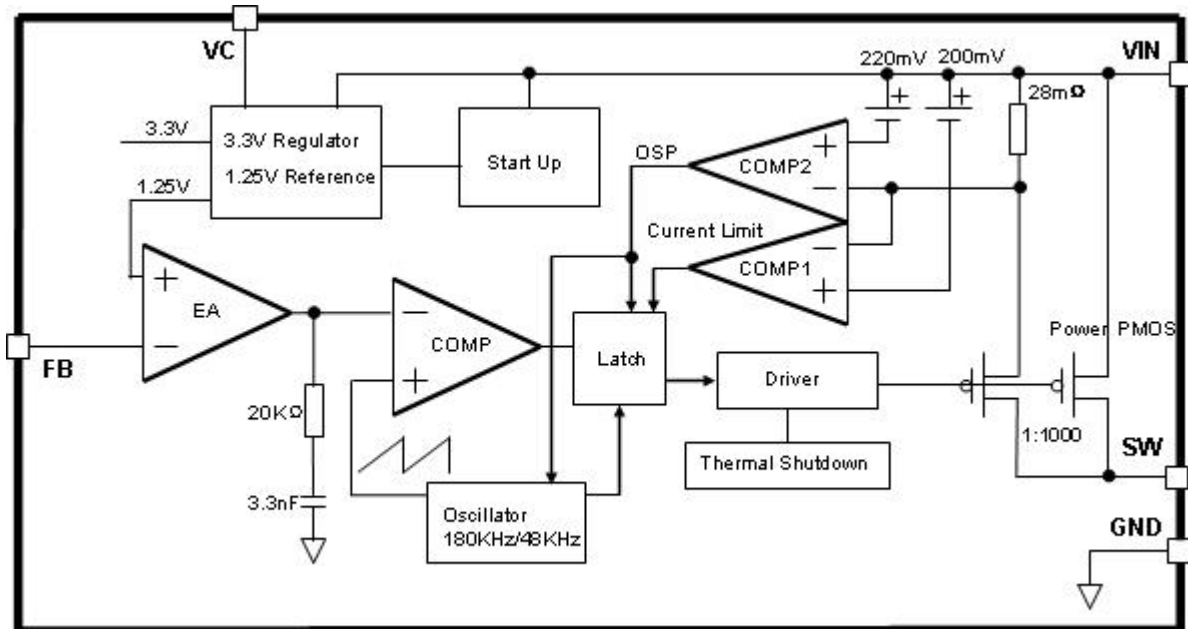 VC
220mV 200mV
VIN
28mΩ
3.3V
3.3V Regulator
1.25V Reference
1.25V
Start Up
OSP
+
+
+
COMP2
−
Current Limit
−
COMP1
+
+
EA
−
FB
−
COMP
+
Latch
Driver
Power PMOS
1:1000
20KΩ
Thermal Shutdown
SW
3.3nF
Oscillator
180KHz/48KHz
GND